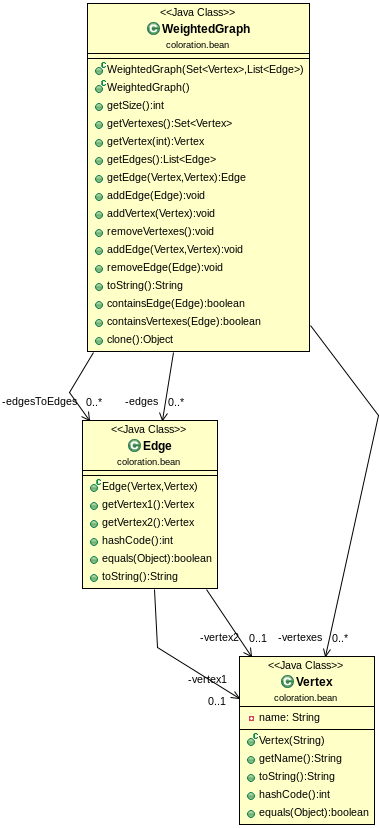 <<Java Class>>
WeightedGraph
coloration.bean
WeightedGraph(Set<Vertex>,List<Edge>)
WeightedGraph()
getSize():int
getVertexes():Set<Vertex>
getVertex(int):Vertex
getEdges():List<Edge>
getEdge(Vertex,Vertex):Edge
addEdge(Edge):void
addVertex(Vertex):void
removeVertexes():void
addEdge(Vertex,Vertex):void
removeEdge(Edge):void
toString():String
containsEdge(Edge):boolean
containsVertexes(Edge):boolean
clone():Object
-edgesToEdges 0..* -edges 0..*
<<Java Class>>
Edge
coloration.bean
Edge(Vertex,Vertex)
getVertex1():Vertex
getVertex2():Vertex
hashCode():int
equals(Object):boolean
toString():String
-vertex2 0..1 -vertexes 0..*
-vertex1
0..1
<<Java Class>>
Vertex
coloration.bean
name: String
Vertex(String)
getName():String
toString():String
hashCode():int
equals(Object):boolean